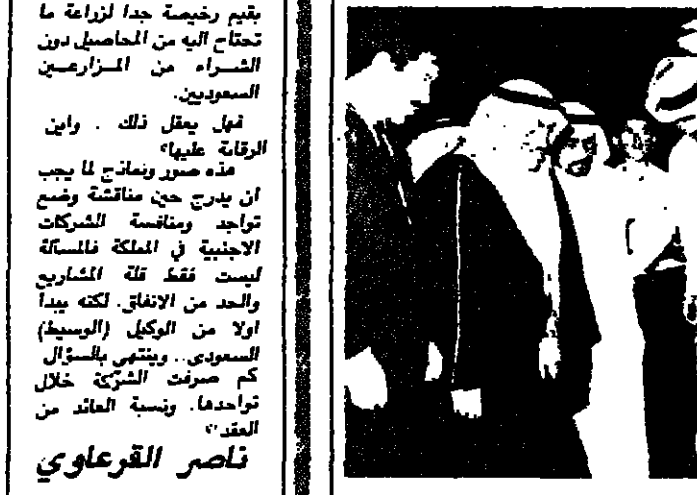 بقيم رخيصة جدا لزراعة ما
تحتاج اليه من المحاصيل دون
الشراء من المزارعين
السعوديين.
فهل يعقل ذلك . واين
الرقابة عليها؟
هذه صور ونماذج لما يجب
ان يدرج حين مناقشة وضع
تواجد ومنافسة الشركات
الاجنبية في المملكة فالمسألة
ليست فقط قلة المشاريع
والحد من الانفاق. لكنه يبدأ
اولا من الوكيل (الوسيط)
السعودي.. وينتهي بالسؤال
كم صرفت الشركة خلال
تواجدها. ونسبة العائد من
العقد؟
ناصر القرعاوي